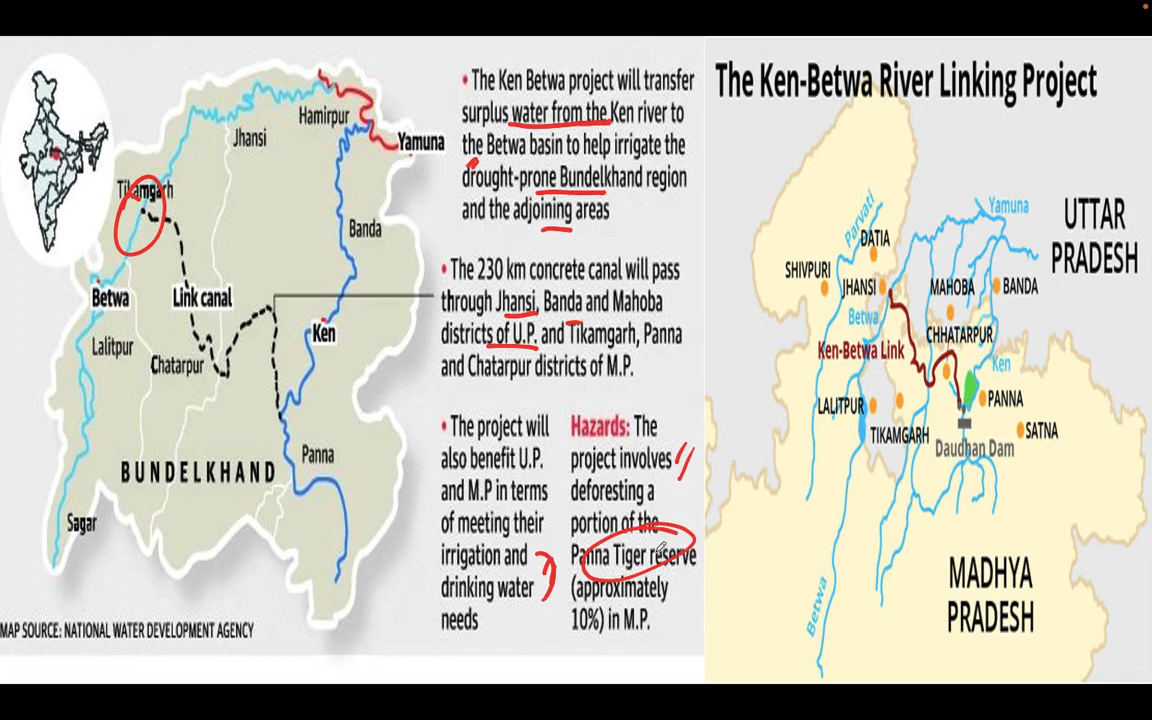 Tikamgarh
Jhansi
Hamirpur
Yamuna
Banda
Betwa
Link canal
Lalitpur
Chatarpur
Ken
Panna
BUNDELKHAND
Sagar
MAP SOURCE: NATIONAL WATER DEVELOPMENT AGENCY
• The Ken Betwa project will transfer
surplus water from the Ken river to
the Betwa basin to help irrigate the
drought-prone Bundelkhand region
and the adjoining areas
• The 230 km concrete canal will pass
through Jhansi, Banda and Mahoba
districts of U.P. and Tikamgarh, Panna
and Chatarpur districts of M.P.
• The project will
also benefit U.P.
and M.P in terms
of meeting their
irrigation and
drinking water
needs
Hazards: The
project involves
deforesting a
portion of the
Panna Tiger reserve
(approximately
10%) in M.P.
The Ken-Betwa River Linking Project
UTTAR
PRADESH
Yamuna
Parvati
DATIA
SHIVPURI
JHANSI
MAHOBA
BANDA
Betwa
CHHATARPUR
Ken-Betwa Link
Ken
LALITPUR
PANNA
TIKAMGARH
SATNA
Daudhan Dam
MADHYA
PRADESH
Betwa